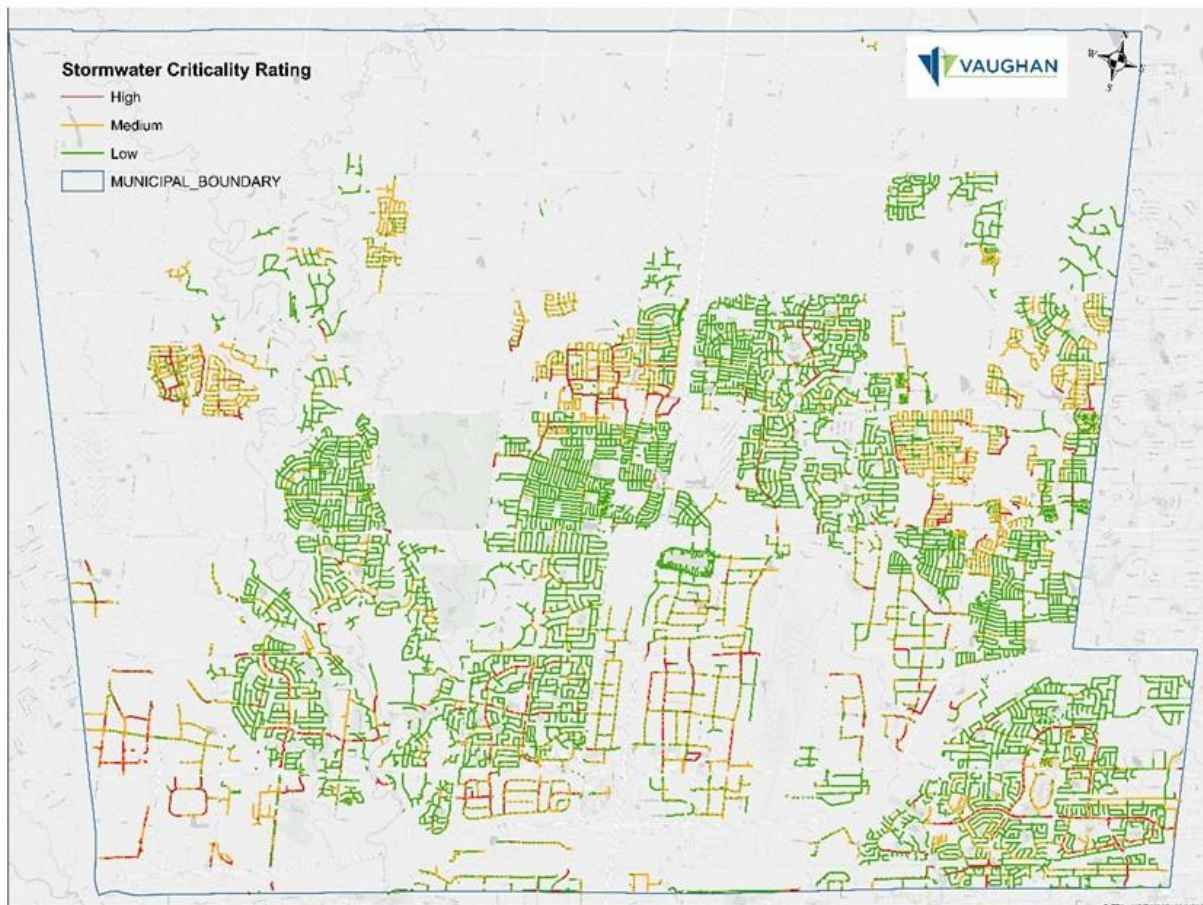 Stormwater Criticality Rating
High
Medium
Low
MUNICIPAL_BOUNDARY
VAUGHAN
N
W
S